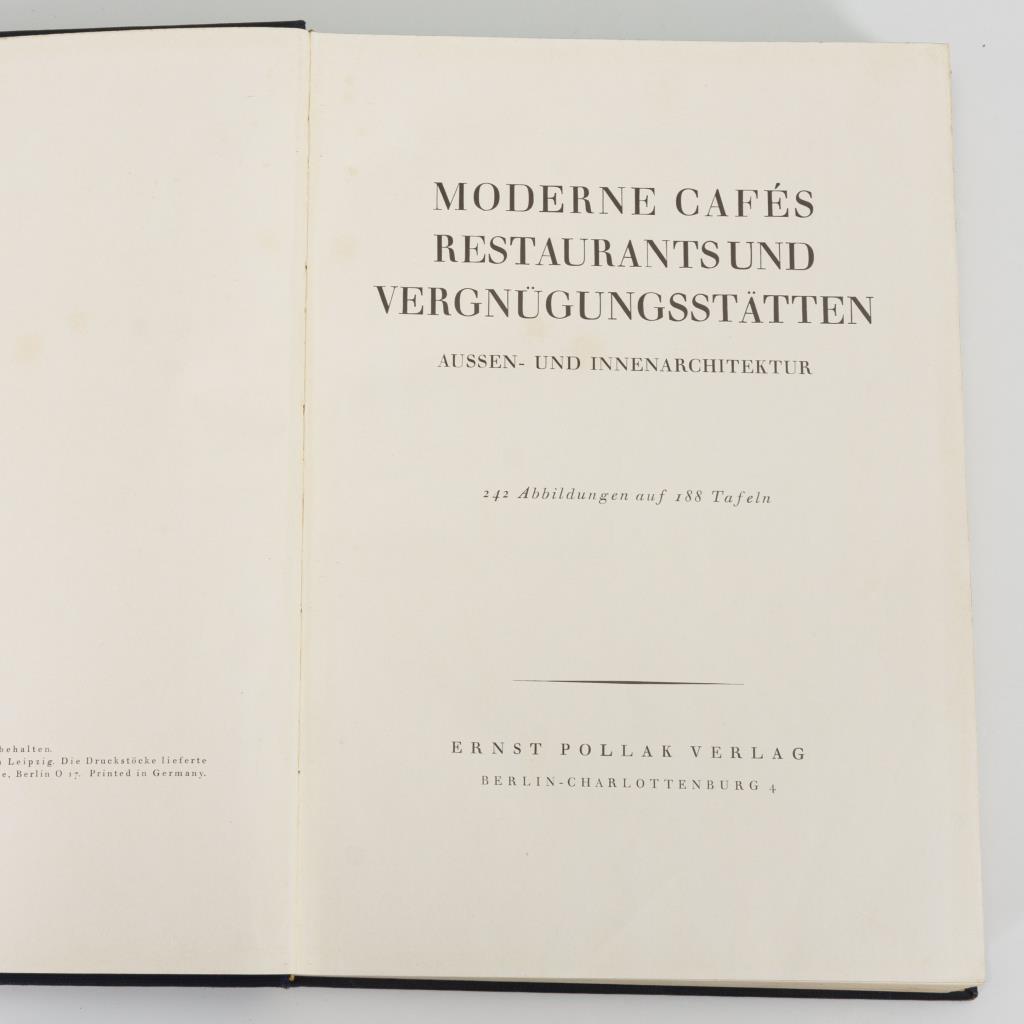 behalten.
Leipzig. Die Druckstöcke lieferte
e, Berlin O 17. Printed in Germany.
MODERNE CAFÉS
RESTAURANTS UND
VERGNÜGUNGSSTÄTTEN
AUSSEN- UND INNENARCHITEKTUR
242 Abbildungen auf 188 Tafeln
ERNST POLLAK VERLAG
BERLIN-CHARLOTTENBURG 4